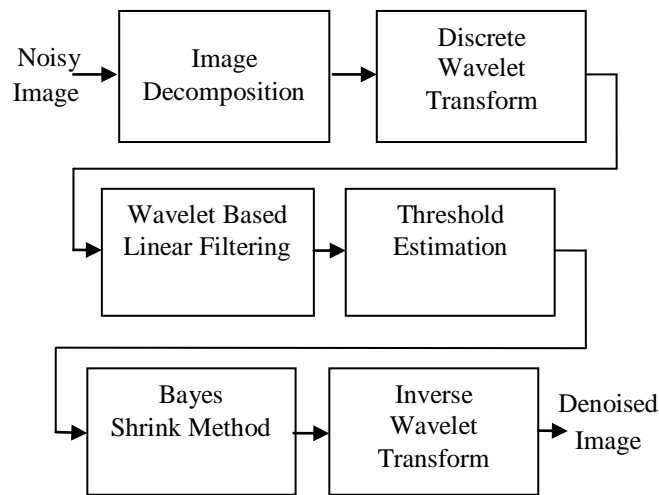 Noisy
Image
Image
Decomposition
Discrete
Wavelet
Transform
Wavelet Based
Linear Filtering
Threshold
Estimation
Bayes
Shrink Method
Inverse
Wavelet
Transform
Denoised
Image